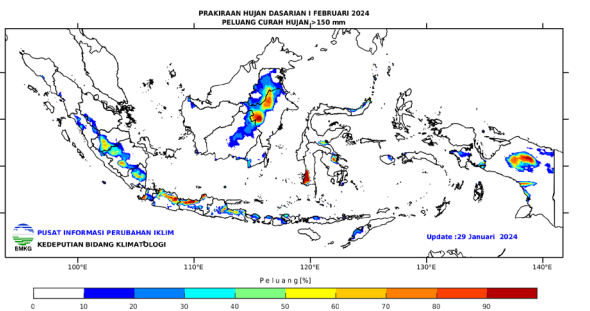 PRAKIRAAN HUJAN DASARIAN I FEBRUARI 2024
PELUANG CURAH HUJAN >150 mm
PUSAT INFORMASI PERUBAHAN IKLIM
KEDEPUTIAN BIDANG KLIMATOLOGI
BMKG
Update :29 Januari 2024
100°E 110°E 120°E 130°E 140°E
Peluang [%]
0 10 20 30 40 50 60 70 80 90